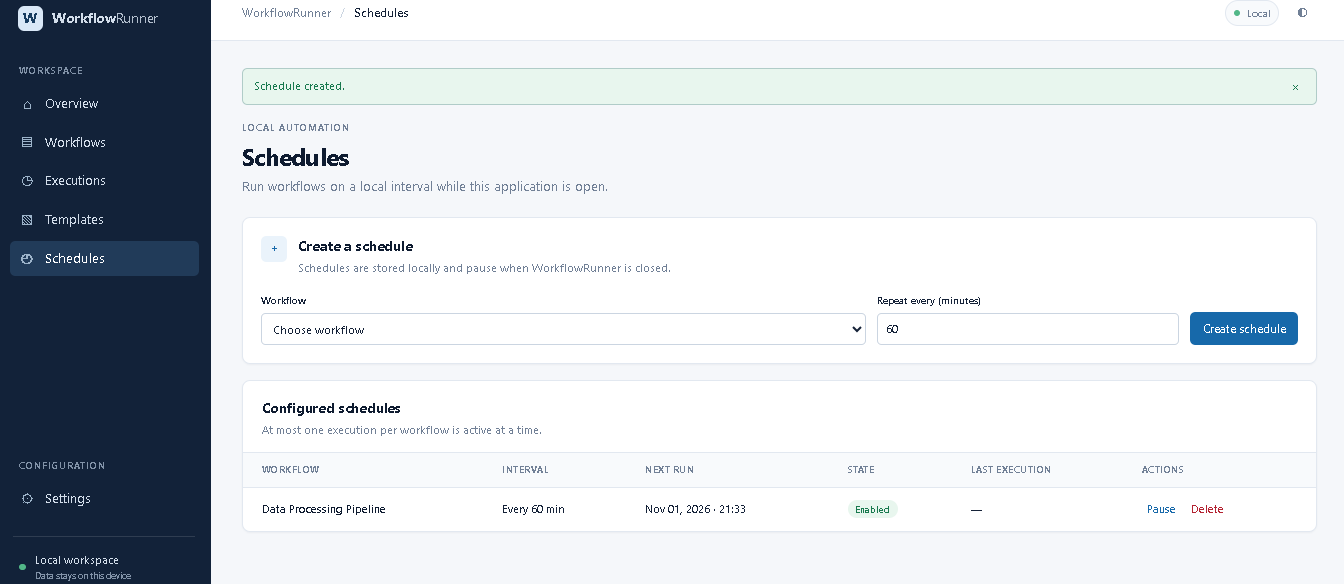 W WorkflowRunner
WORKSPACE
Overview
Workflows
Executions
Templates
Schedules
CONFIGURATION
Settings
Local workspace
Data stays on this device
WorkflowRunner / Schedules
Local
Schedule created. ×
LOCAL AUTOMATION
Schedules
Run workflows on a local interval while this application is open.
+ Create a schedule
Schedules are stored locally and pause when WorkflowRunner is closed.
Workflow Repeat every (minutes)
Choose workflow 60 Create schedule
Configured schedules
At most one execution per workflow is active at a time.
WORKFLOW INTERVAL NEXT RUN STATE LAST EXECUTION ACTIONS
Data Processing Pipeline Every 60 min Nov 01, 2026 · 21:33 Enabled — Pause Delete